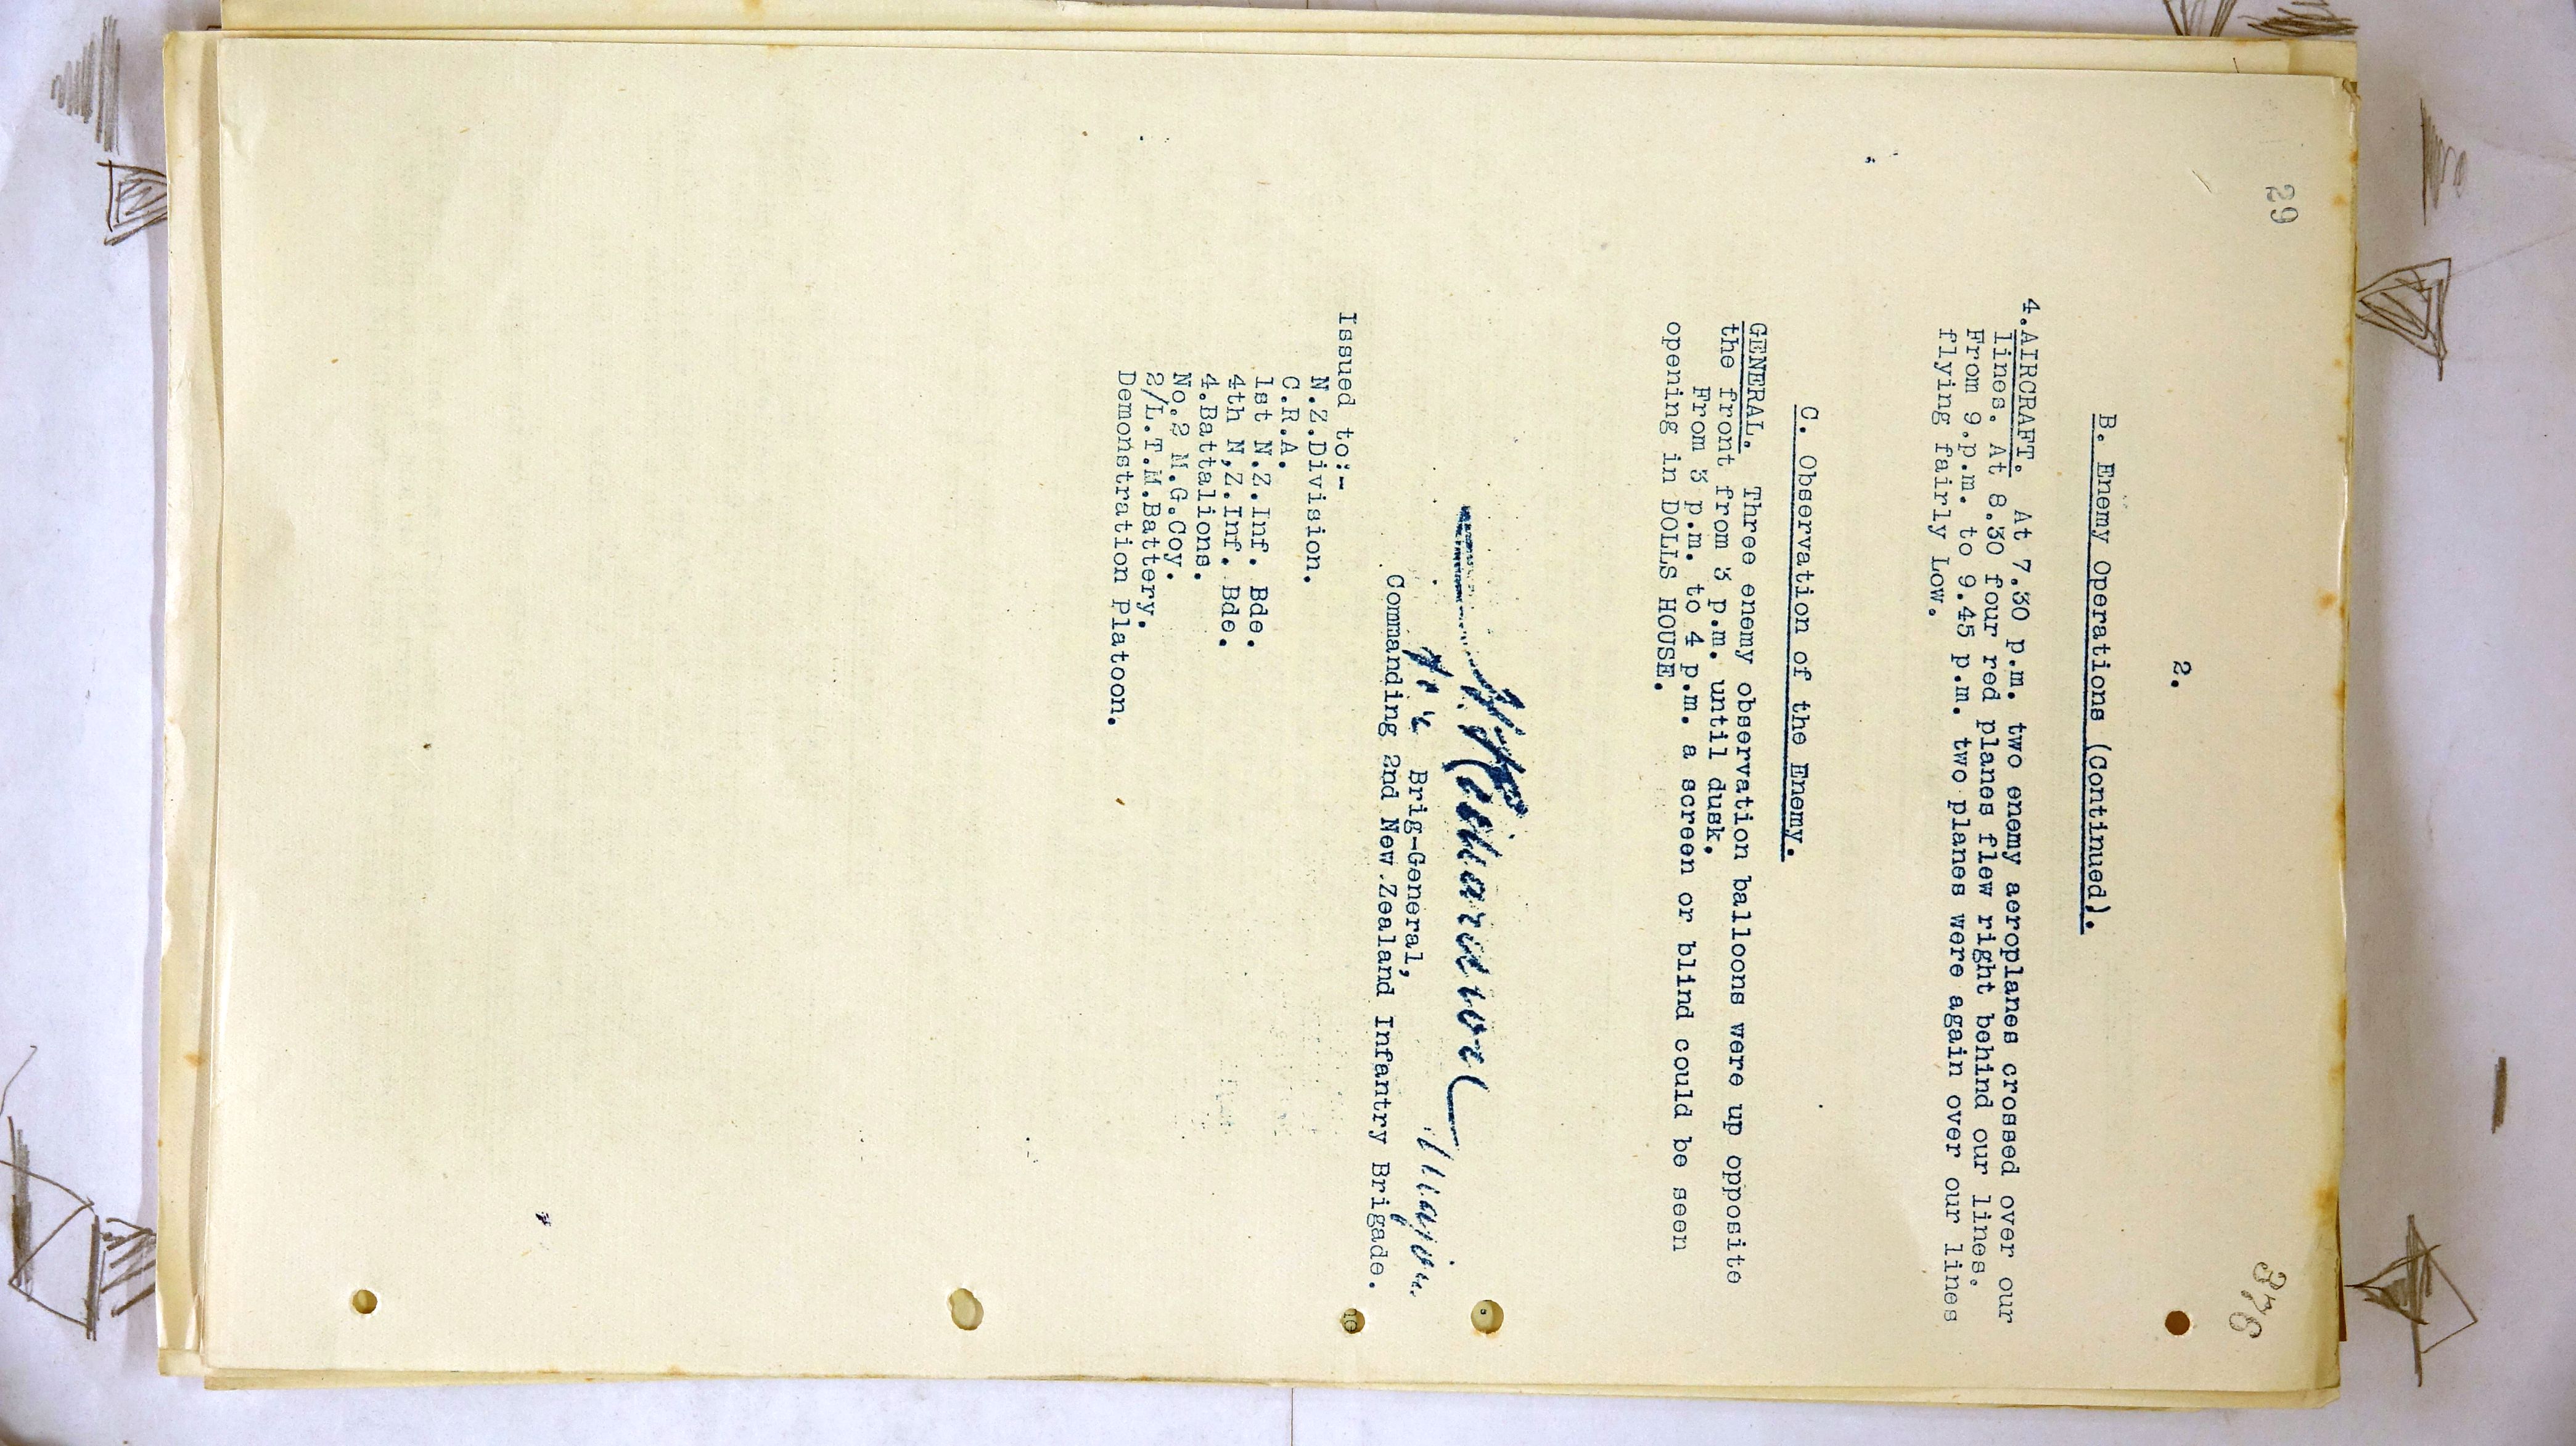 29
376
2.
B. Enemy Operations (Continued).
4. AIRCRAFT. At 7.30 p.m. two enemy aeroplanes crossed over our
lines. At 8.30 four red planes flew right behind our lines.
From 9.p.m. to 9.45 p.m. two planes were again over our lines
flying fairly Low.
C. Observation of the Enemy.
GENERAL. Three enemy observation balloons were up opposite
the front from 3 p.m. until dusk.
From 3 p.m. to 4 p.m. a screen or blind could be seen
opening in DOLLS HOUSE.
Richardson
Major
Brig-General,
Commanding 2nd New Zealand Infantry Brigade.
Issued to:-
N.Z.Division.
C.R.A.
1st N.Z.Inf. Bde.
4th N,Z.Inf. Bde.
4.Battalions.
No.2 M.G.Coy.
2/L.T.M.Battery.
Demonstration Platoon.